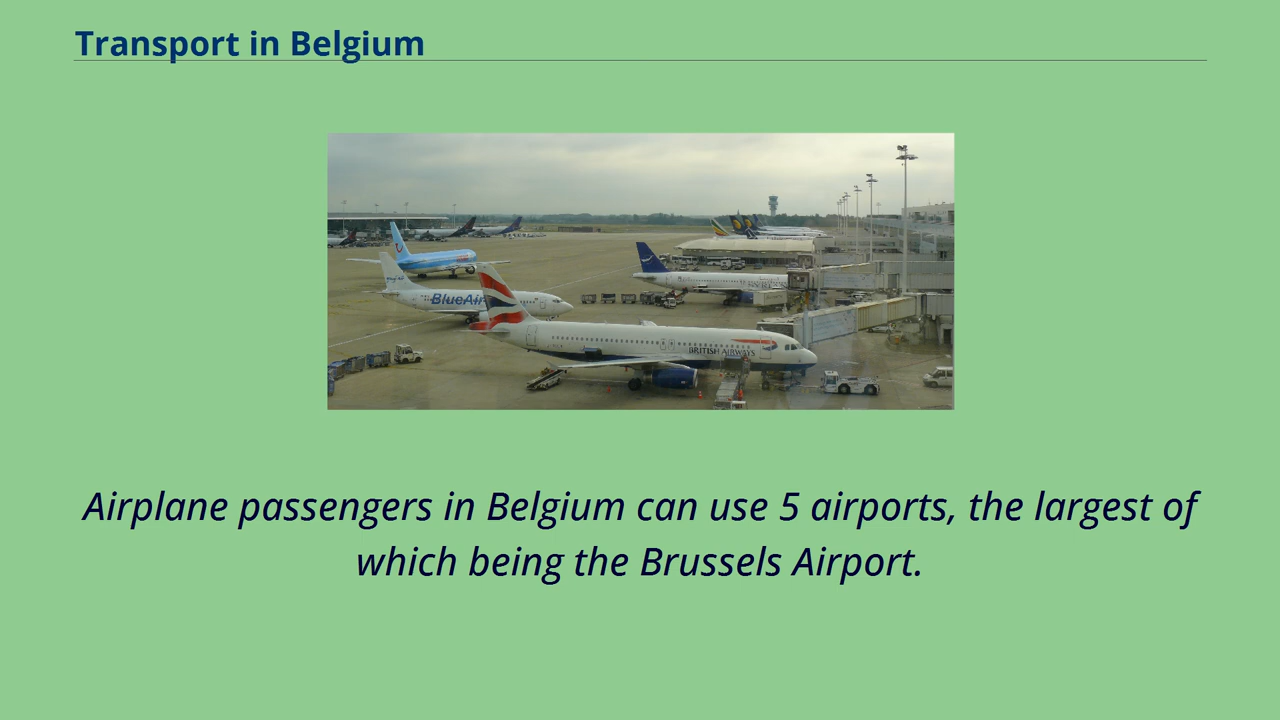 Transport in Belgium
BlueAir
BRITISH AIRWAYS
Airplane passengers in Belgium can use 5 airports, the largest of
which being the Brussels Airport.